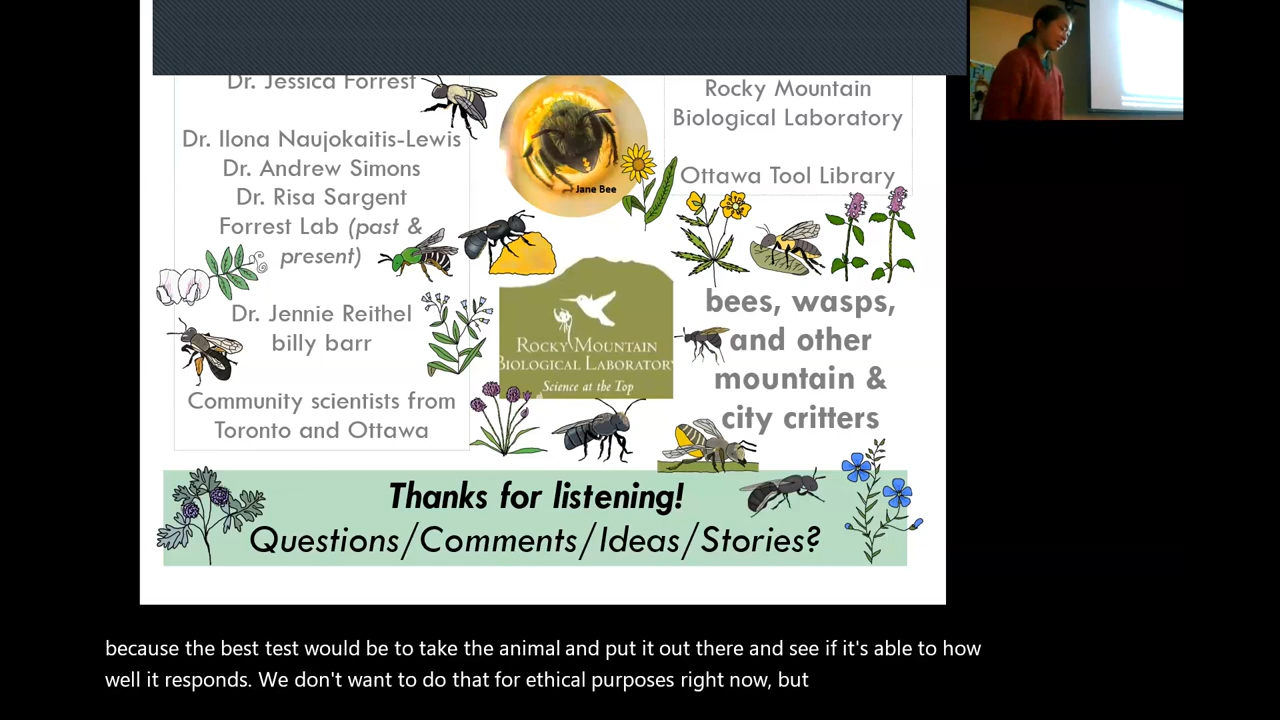 Dr. Jessica Forrest
Dr. Ilona Naujokaitis-Lewis
Dr. Andrew Simons
Dr. Risa Sargent
Forrest Lab (past &
present)
Dr. Jennie Reithel
billy barr
Community scientists from
Toronto and Ottawa
Jane Bee
ROCKY MOUNTAIN
BIOLOGICAL LABORATORY
Science at the Top
Rocky Mountain
Biological Laboratory
Ottawa Tool Library
bees, wasps,
and other
mountain &
city critters
Thanks for listening!
Questions/Comments/Ideas/Stories?
because the best test would be to take the animal and put it out there and see if it's able to how
well it responds. We don't want to do that for ethical purposes right now, but